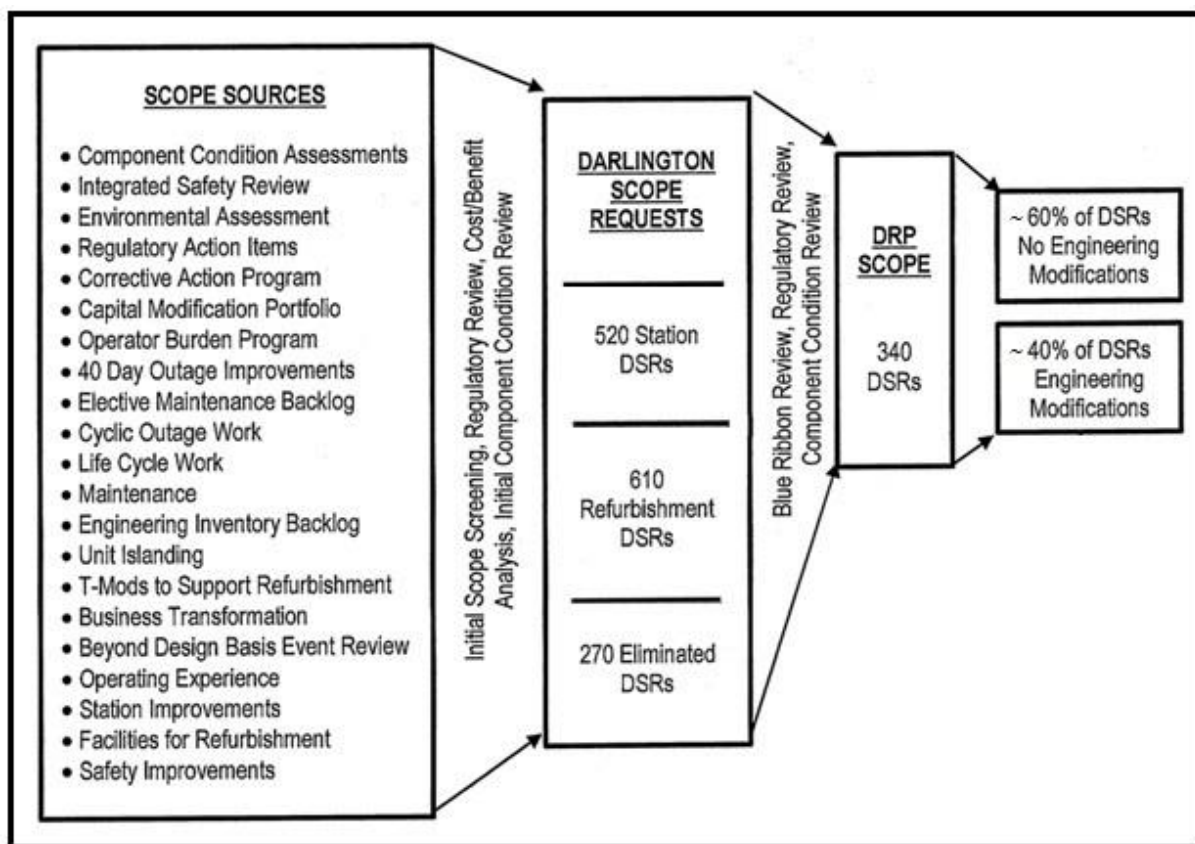 SCOPE SOURCES
• Component Condition Assessments
• Integrated Safety Review
• Environmental Assessment
• Regulatory Action Items
• Corrective Action Program
• Capital Modification Portfolio
• Operator Burden Program
• 40 Day Outage Improvements
• Elective Maintenance Backlog
• Cyclic Outage Work
• Life Cycle Work
• Maintenance
• Engineering Inventory Backlog
• Unit Islanding
• T-Mods to Support Refurbishment
• Business Transformation
• Beyond Design Basis Event Review
• Operating Experience
• Station Improvements
• Facilities for Refurbishment
• Safety Improvements
Initial Scope Screening, Regulatory Review, Cost/Benefit
Analysis, Initial Component Condition Review
DARLINGTON
SCOPE
REQUESTS
520 Station
DSRs
610
Refurbishment
DSRs
270 Eliminated
DSRs
Blue Ribbon Review, Regulatory Review,
Component Condition Review
DRP
SCOPE
340
DSRs
~ 60% of DSRs
No Engineering
Modifications
~ 40% of DSRs
Engineering
Modifications